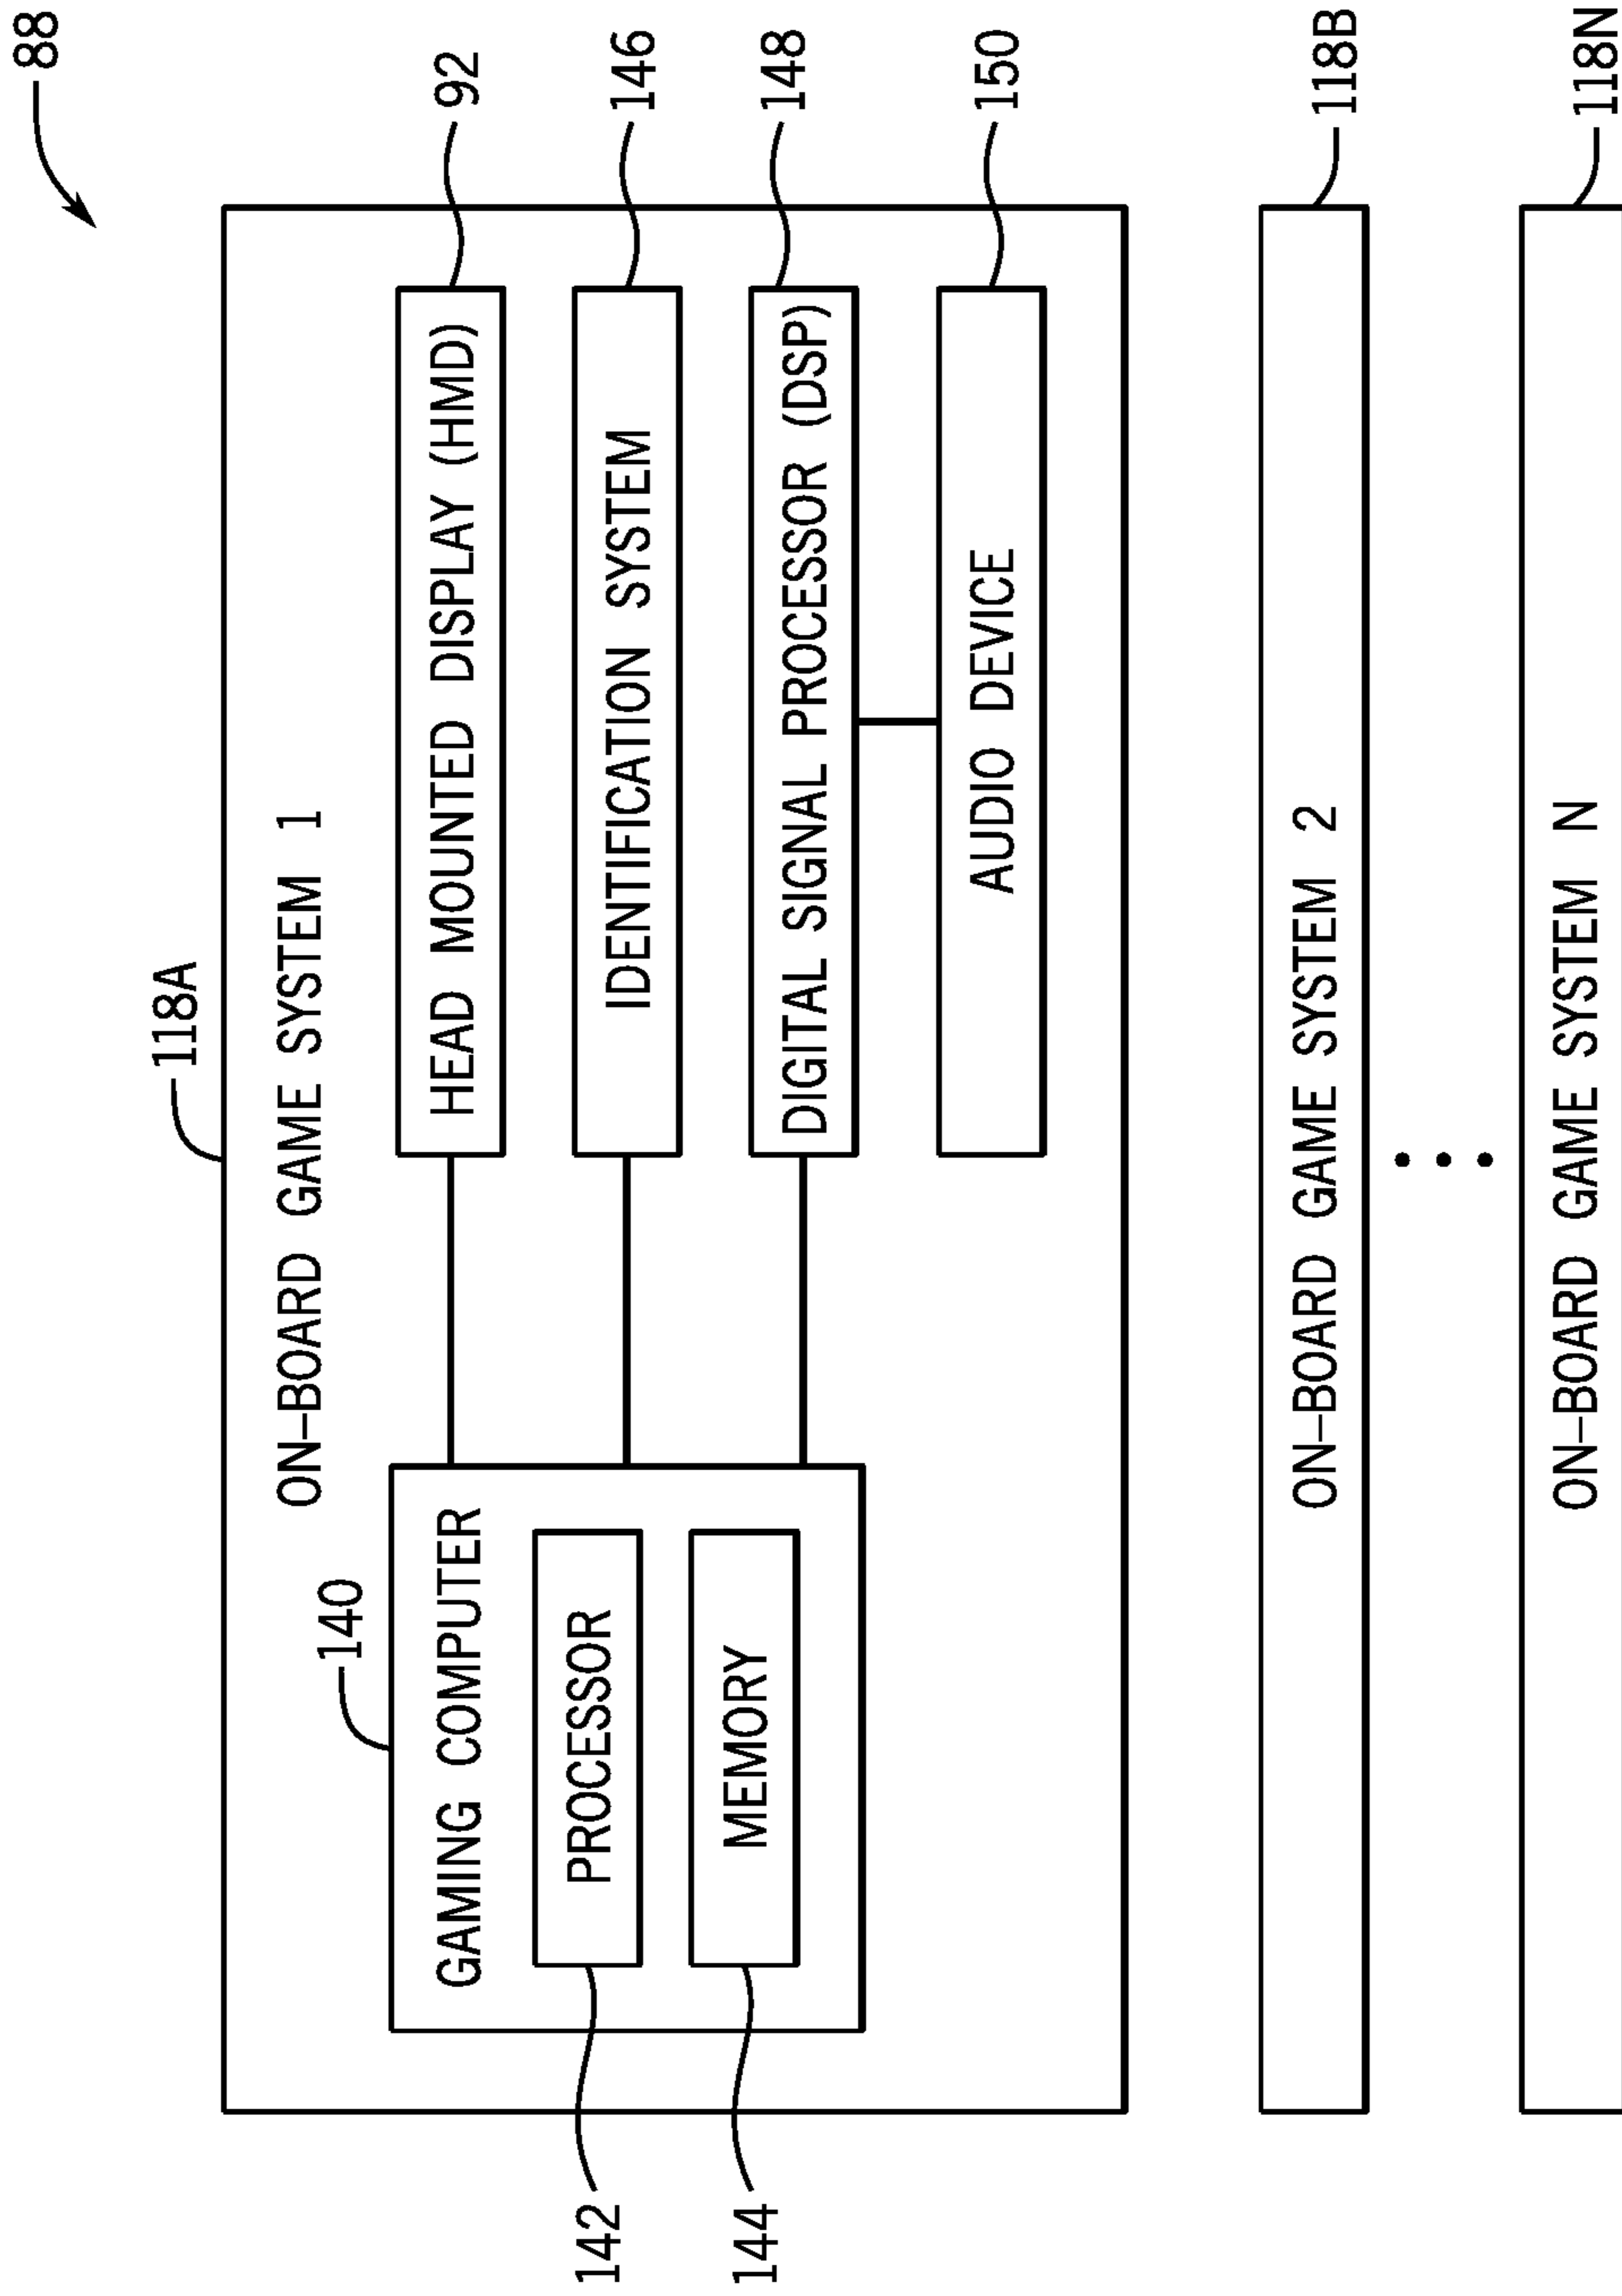 88
118A
ON-BOARD GAME SYSTEM 1
140
GAMING COMPUTER
HEAD MOUNTED DISPLAY (HMD)
92
142
PROCESSOR
IDENTIFICATION SYSTEM
146
144
MEMORY
DIGITAL SIGNAL PROCESSOR (DSP)
148
AUDIO DEVICE
150
ON-BOARD GAME SYSTEM 2
118B
ON-BOARD GAME SYSTEM N
118N